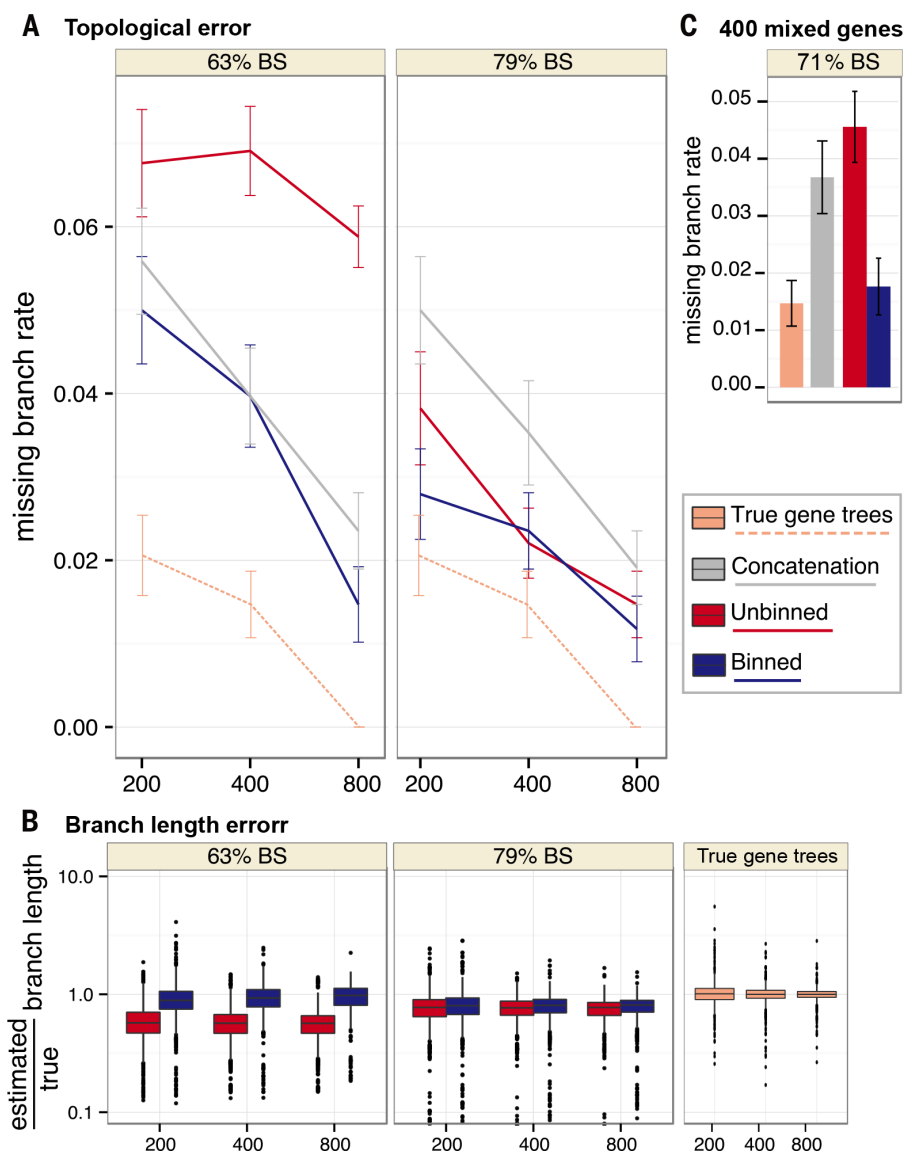 A Topological error
63% BS
79% BS
missing branch rate
0.06
0.04
0.02
0.00
200 400 800
200 400 800
C 400 mixed genes
71% BS
missing branch rate
0.05
0.04
0.03
0.02
0.01
0.00
True gene trees
Concatenation
Unbinned
Binned
B Branch length errorr
63% BS
79% BS
True gene trees
estimated
true
branch length
10.0
1.0
0.1
200 400 800
200 400 800
200 400 800